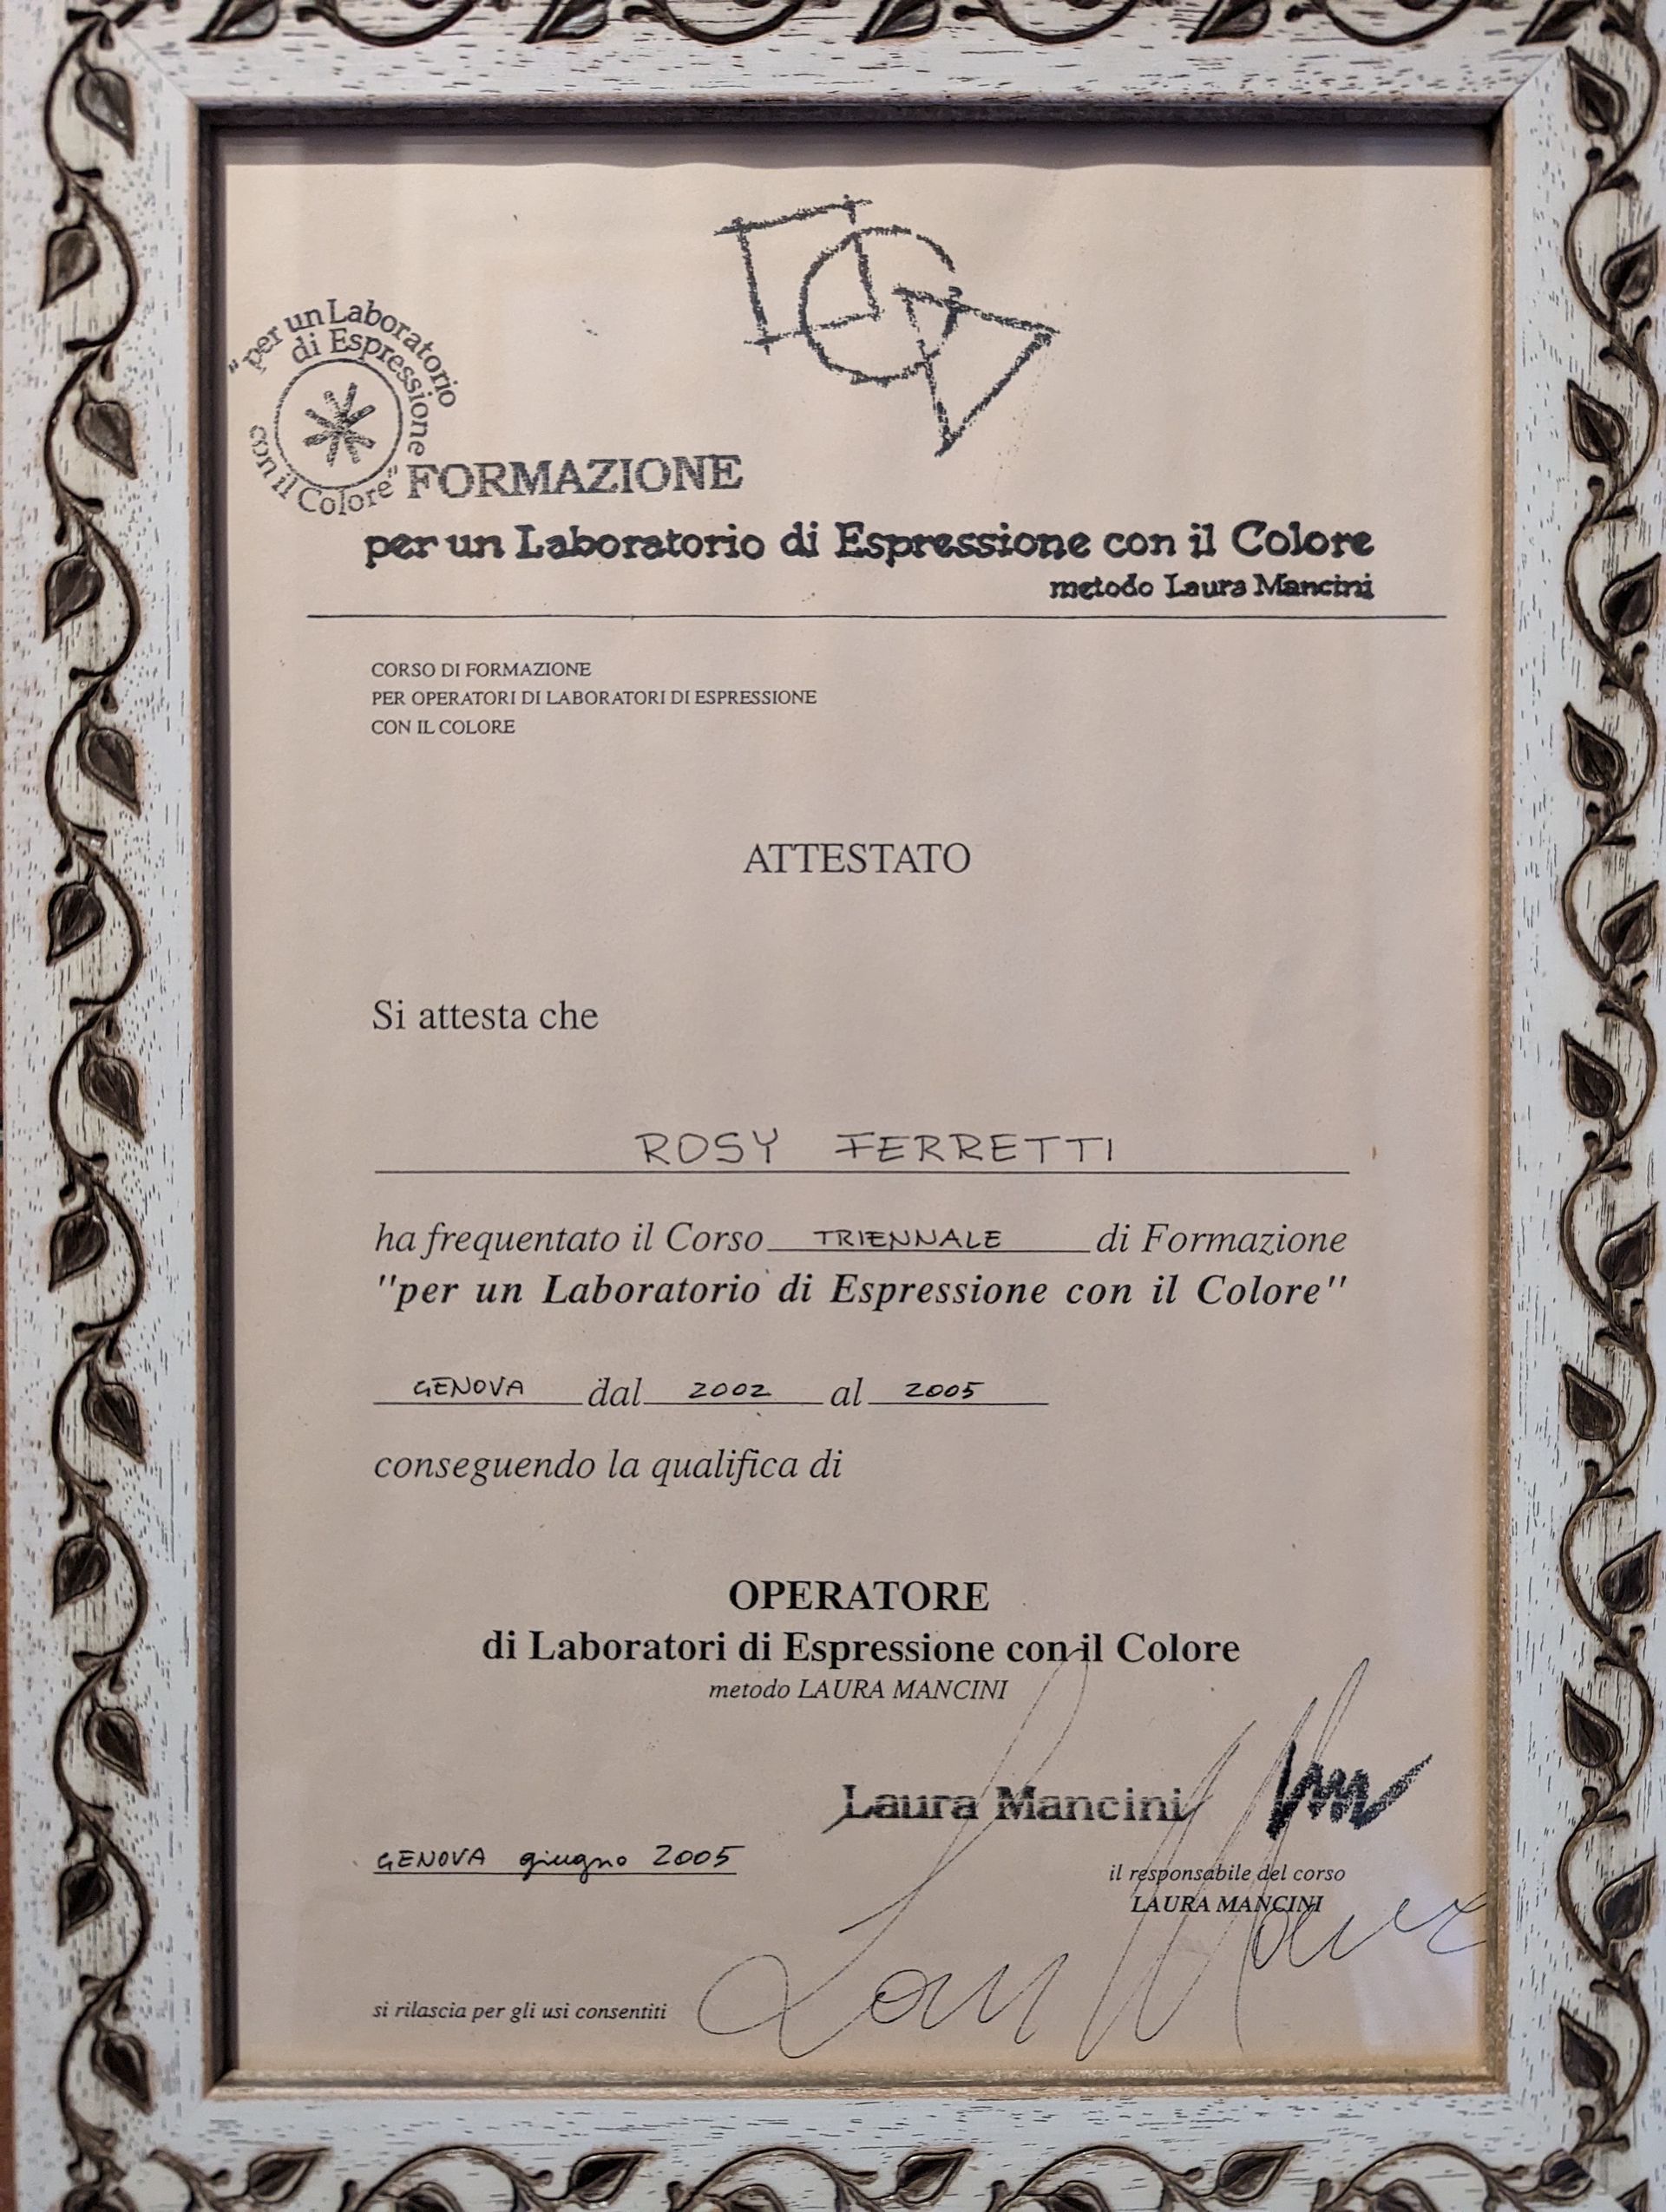 "per un Laboratorio
di Espressione
con il Colore"
FORMAZIONE
per un Laboratorio di Espressione con il Colore
metodo Laura Mancini
CORSO DI FORMAZIONE
PER OPERATORI DI LABORATORI DI ESPRESSIONE
CON IL COLORE
ATTESTATO
Si attesta che
ROSY FERRETTI
ha frequentato il Corso TRIENNALE di Formazione
"per un Laboratorio di Espressione con il Colore"
GENOVA dal 2002 al 2005
conseguendo la qualifica di
OPERATORE
di Laboratori di Espressione con il Colore
metodo LAURA MANCINI
Laura Mancini
GENOVA giugno 2005
il responsabile del corso
LAURA MANCINI
si rilascia per gli usi consentiti